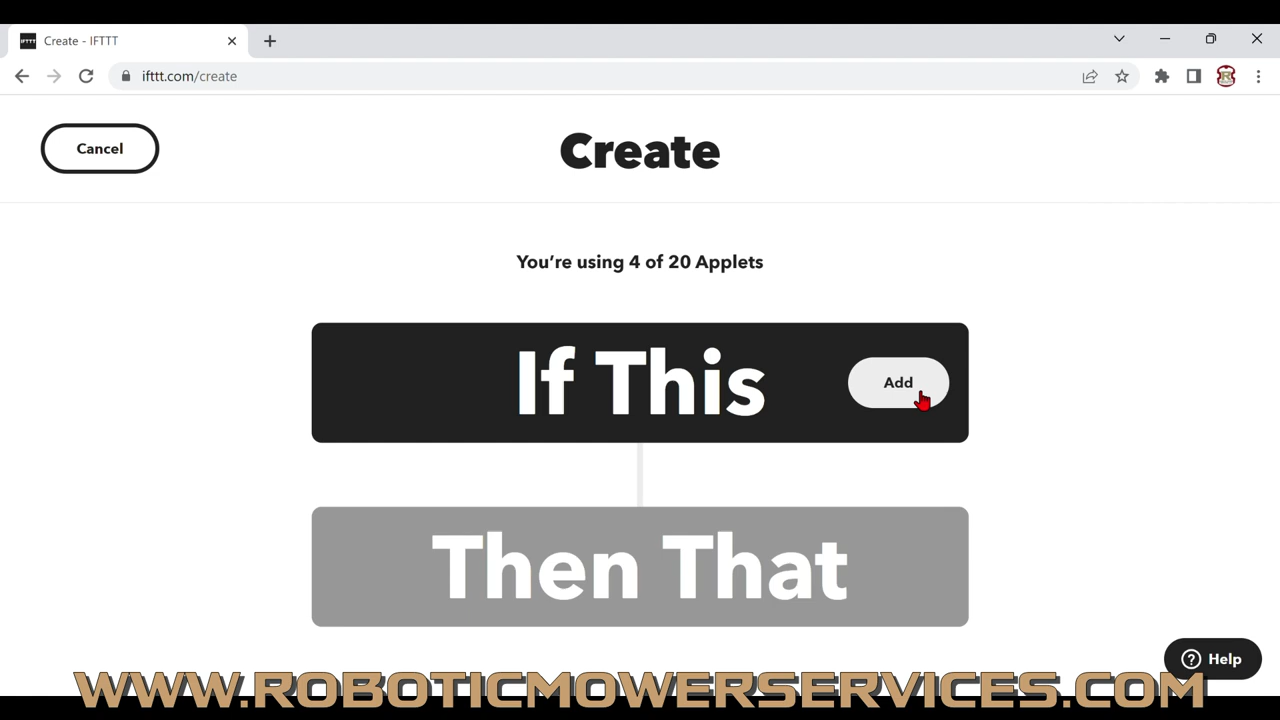 IFTTT
Create - IFTTT
ifttt.com/create
R
Cancel
Create
You're using 4 of 20 Applets
If This
Add
Then That
? Help
WWW.ROBOTICMOWERSERVICES.COM